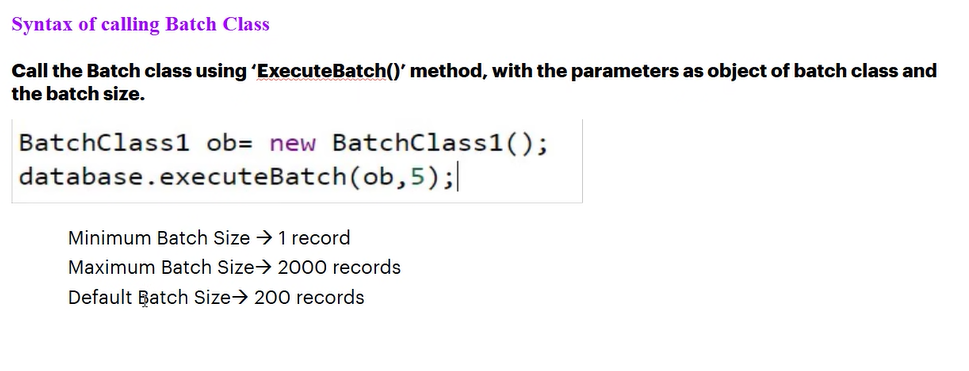 Syntax of calling Batch Class
Call the Batch class using ‘ExecuteBatch()’ method, with the parameters as object of batch class and
the batch size.
BatchClass1 ob= new BatchClass1();
database.executeBatch(ob,5);
Minimum Batch Size → 1 record
Maximum Batch Size→ 2000 records
Default Batch Size→ 200 records